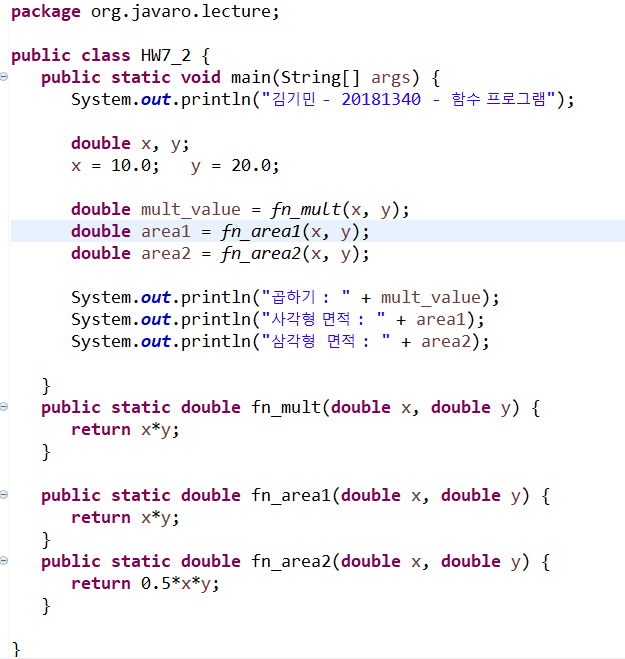 package org.javaro.lecture;
public class HW7_2 {
public static void main(String[] args) {
System.out.println("김기민 - 20181340 - 함수 프로그램");
double x, y;
x = 10.0;   y = 20.0;
double mult_value = fn_mult(x, y);
double area1 = fn_area1(x, y);
double area2 = fn_area2(x, y);
System.out.println("곱하기 : " + mult_value);
System.out.println("사각형 면적 : " + area1);
System.out.println("삼각형  면적 : " + area2);
}
public static double fn_mult(double x, double y) {
return x*y;
}
public static double fn_area1(double x, double y) {
return x*y;
}
public static double fn_area2(double x, double y) {
return 0.5*x*y;
}
}